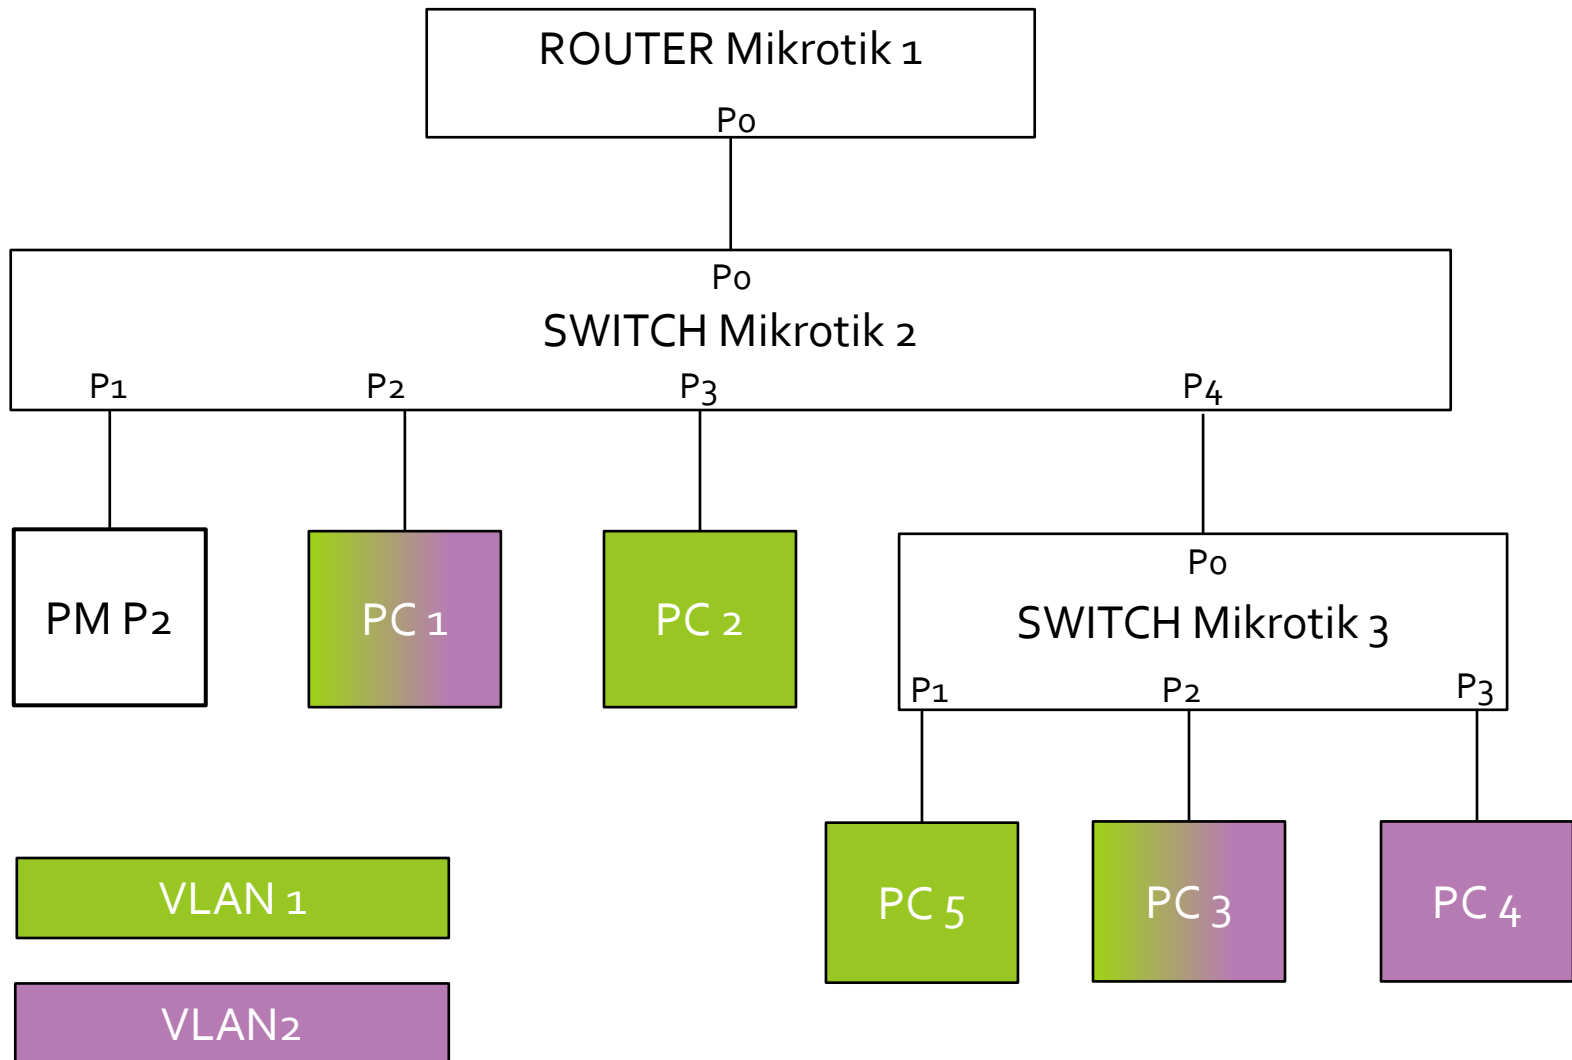 ROUTER Mikrotik 1
P0
P0
SWITCH Mikrotik 2
P1 P2 P3 P4
PM P2
PC 1
PC 2
P0
SWITCH Mikrotik 3
P1 P2 P3
PC 5
PC 3
PC 4
VLAN 1
VLAN2